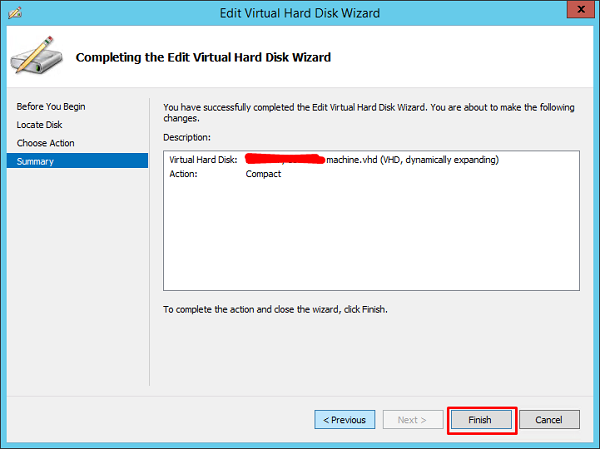 Edit Virtual Hard Disk Wizard
Completing the Edit Virtual Hard Disk Wizard
Before You Begin
Locate Disk
Choose Action
Summary
You have successfully completed the Edit Virtual Hard Disk Wizard. You are about to make the following
changes.
Description:
Virtual Hard Disk: machine.vhd (VHD, dynamically expanding)
Action: Compact
To complete the action and close the wizard, click Finish.
< Previous
Next >
Finish
Cancel